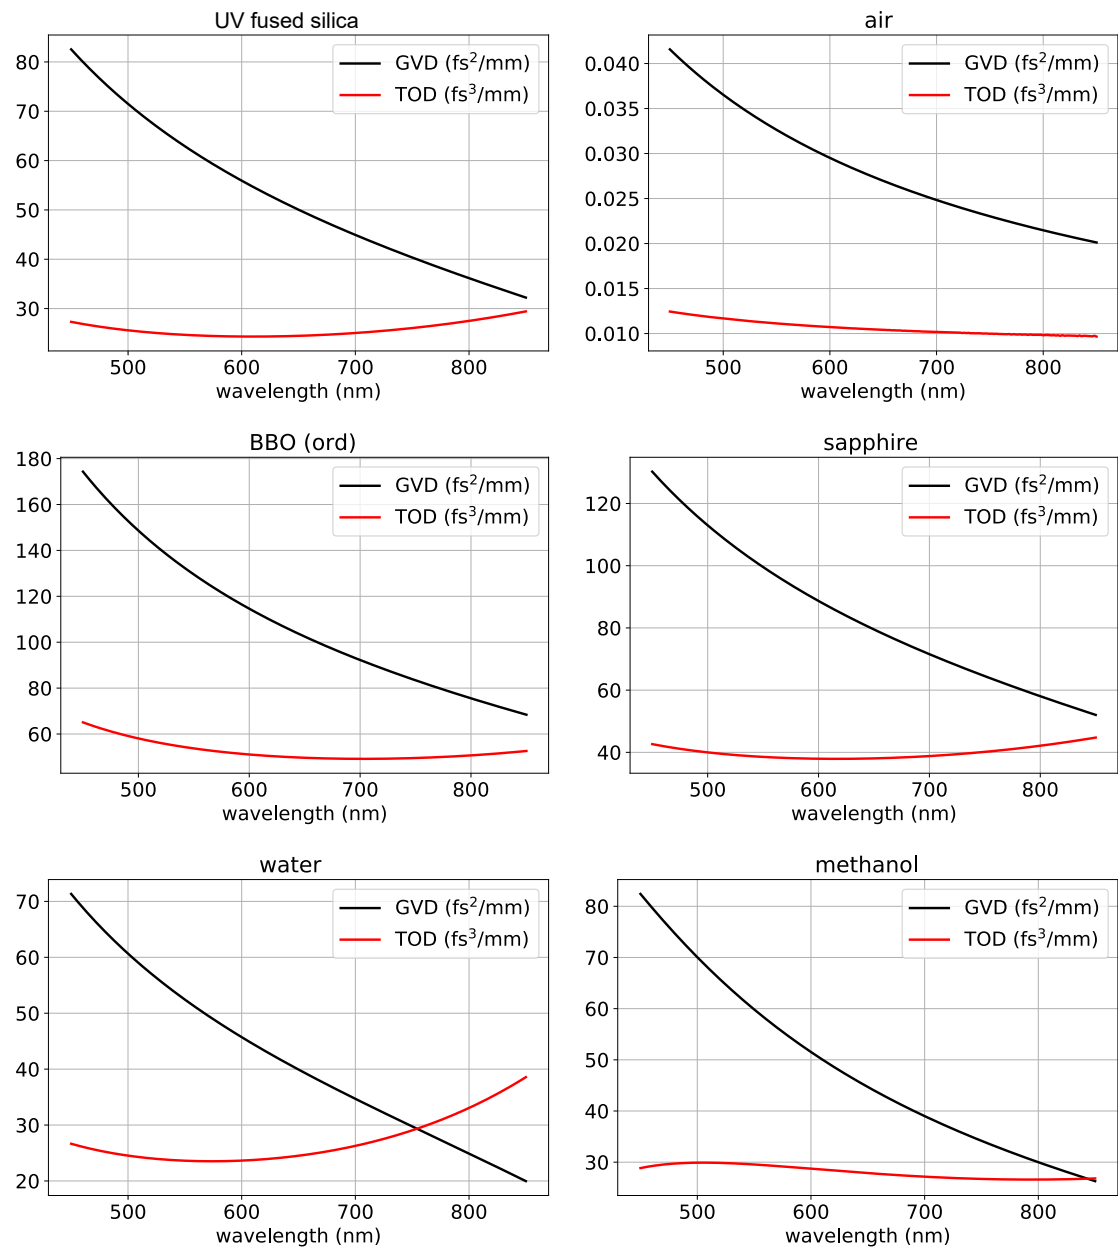 UV fused silica
GVD (fs²/mm)
TOD (fs³/mm)
80
70
60
50
40
30
500 600 700 800
wavelength (nm)
air
GVD (fs²/mm)
TOD (fs³/mm)
0.040
0.035
0.030
0.025
0.020
0.015
0.010
500 600 700 800
wavelength (nm)
BBO (ord)
GVD (fs²/mm)
TOD (fs³/mm)
180
160
140
120
100
80
60
500 600 700 800
wavelength (nm)
sapphire
GVD (fs²/mm)
TOD (fs³/mm)
120
100
80
60
40
500 600 700 800
wavelength (nm)
water
GVD (fs²/mm)
TOD (fs³/mm)
70
60
50
40
30
20
500 600 700 800
wavelength (nm)
methanol
GVD (fs²/mm)
TOD (fs³/mm)
80
70
60
50
40
30
500 600 700 800
wavelength (nm)